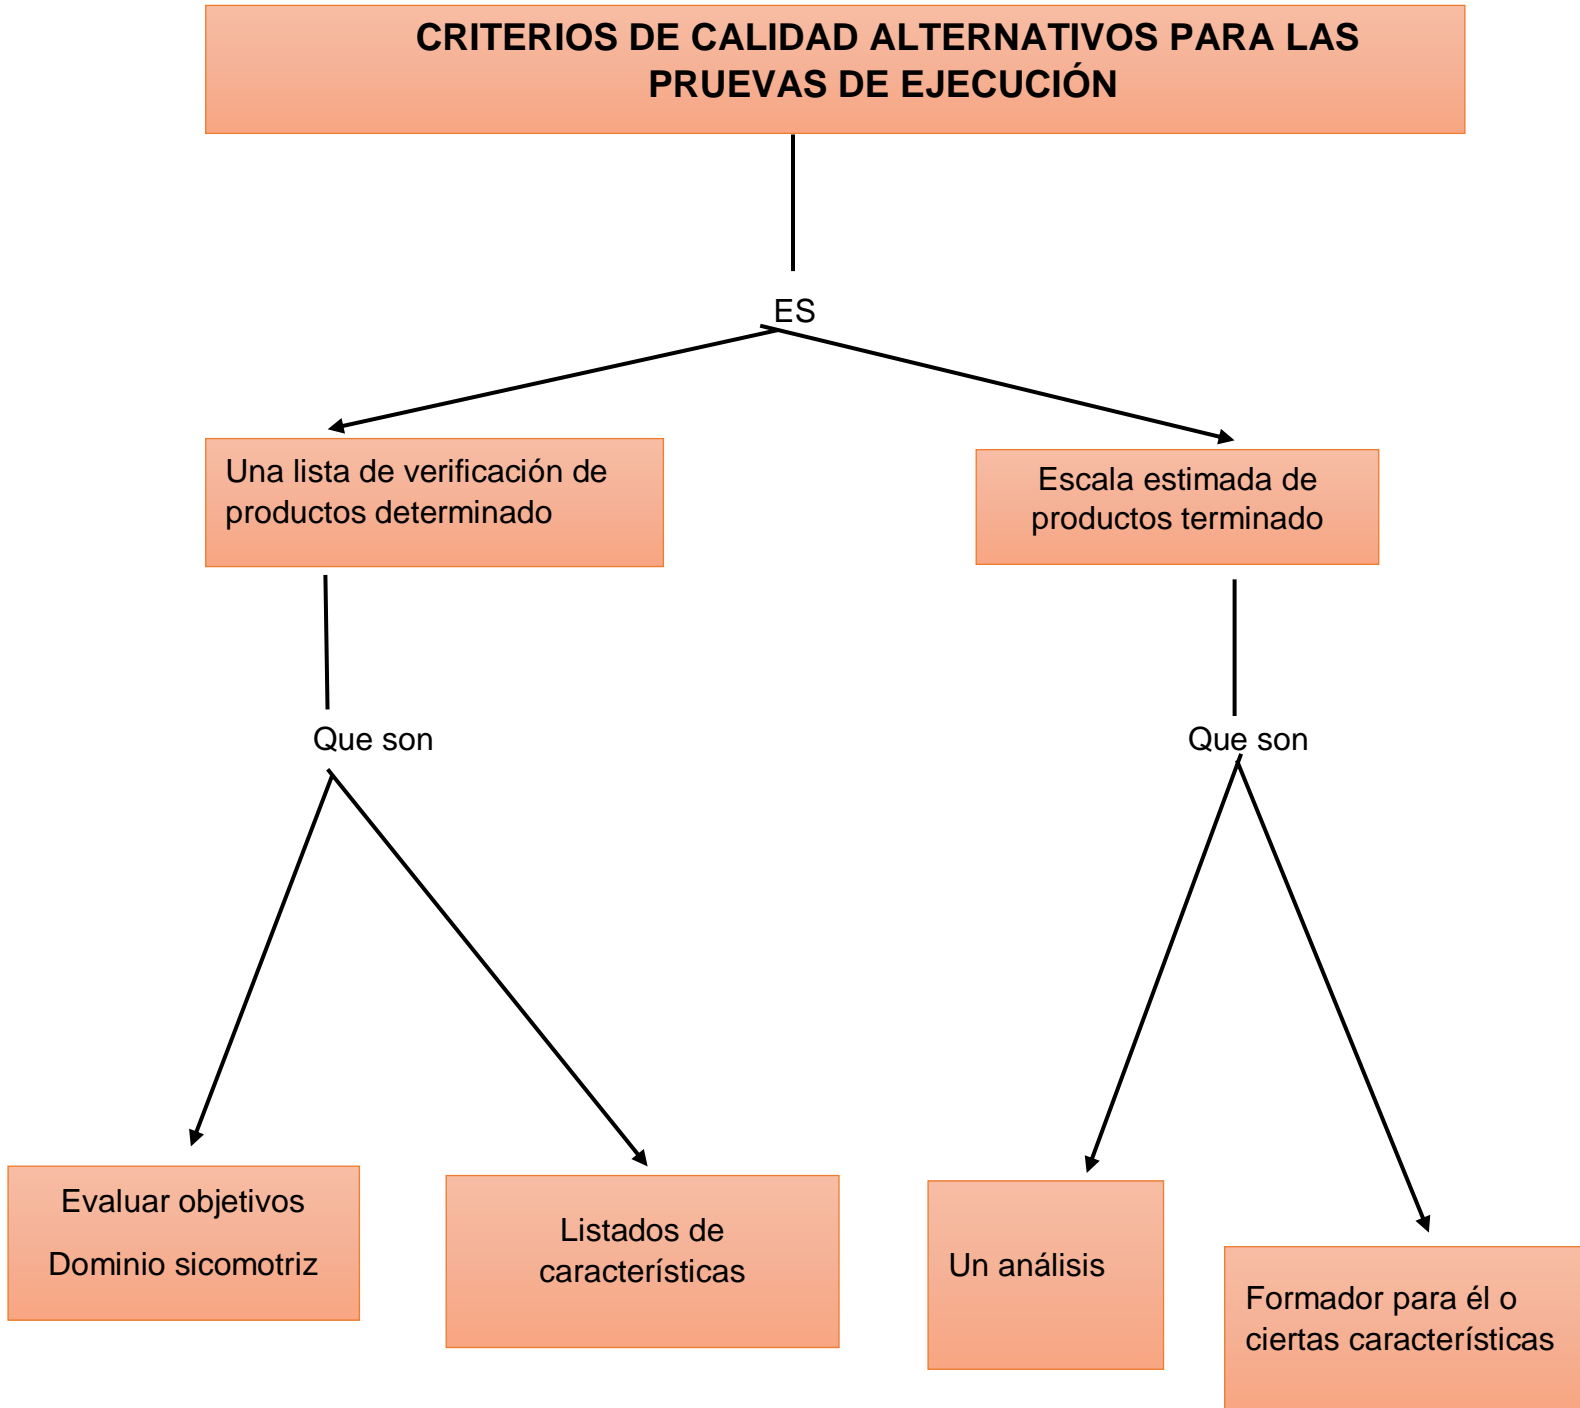 CRITERIOS DE CALIDAD ALTERNATIVOS PARA LAS
PRUEVAS DE EJECUCIÓN
ES
Una lista de verificación de
productos determinado
Escala estimada de
productos terminado
Que son
Que son
Evaluar objetivos
Dominio sicomotriz
Listados de
características
Un análisis
Formador para él o
ciertas características